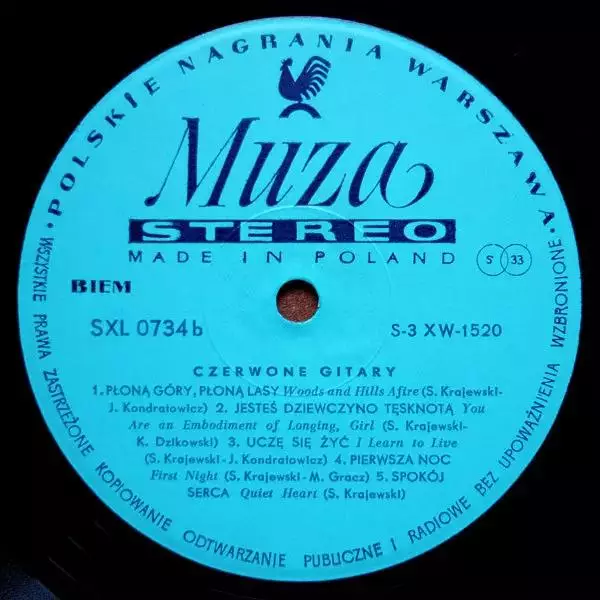 • POLSKIE NAGRANIA WARSZAWA •
Muza
STEREO
MADE IN POLAND
S 33
BIEM
SXL 0734b
S-3 XW-1520
CZERWONE GITARY
1. PŁONĄ GÓRY, PŁONĄ LASY Woods and Hills Afire (S. Krajewski-
J. Kondratowicz) 2. JESTEŚ DZIEWCZYNO TĘSKNOTĄ You
Are an Embodiment of Longing, Girl (S. Krajewski-
K. Dzikowski) 3. UCZĘ SIĘ ŻYĆ I Learn to Live
(S. Krajewski-J. Kondratowicz) 4. PIERWSZA NOC
First Night (S. Krajewski-M. Gracz) 5. SPOKÓJ
SERCA Quiet Heart (S. Krajewski)
WSZYSTKIE PRAWA ZASTRZEŻONE KOPIOWANIE ODTWARZANIE PUBLICZNE I RADIOWE BEZ UPOWAŻNIENIA WZBRONIONE